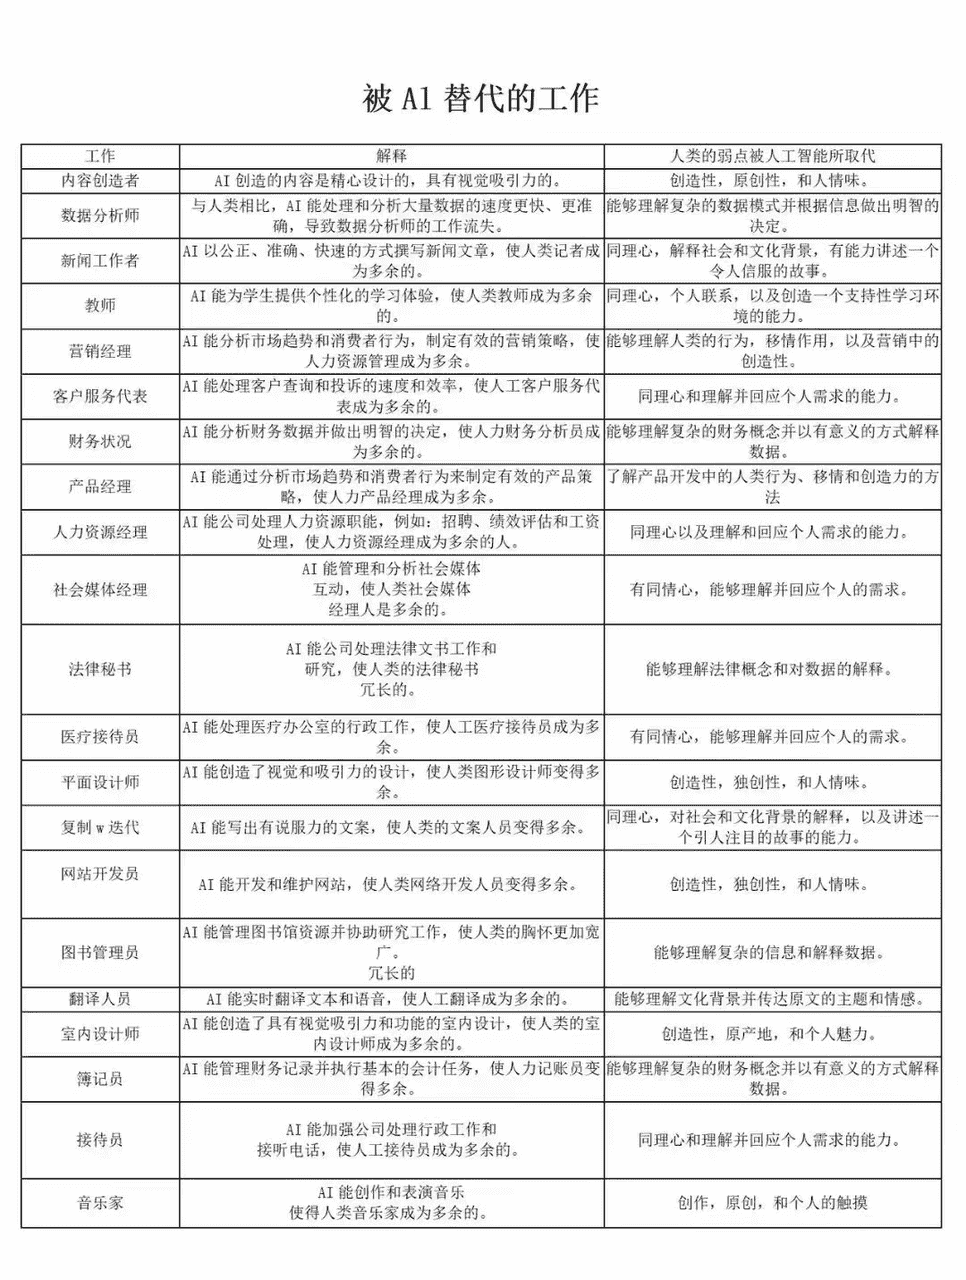 被 Al 替代的工作
工作 解释 人类的弱点被人工智能所取代
内容创造者 AI 创造的内容是精心设计的，具有视觉吸引力的。 创造性，原创性，和人情味。
数据分析师 与人类相比，AI 能处理和分析大量数据的速度更快、更准
确，导致数据分析师的工作流失。 能够理解复杂的数据模式并根据信息做出明智的
决定。
新闻工作者 AI 以公正、准确、快速的方式撰写新闻文章，使人类记者成
为多余的。 同理心，解释社会和文化背景，有能力讲述一个
令人信服的故事。
教师 AI 能为学生提供个性化的学习体验，使人类教师成为多余
的。 同理心，个人联系，以及创造一个支持性学习环
境的能力。
营销经理 AI 能分析市场趋势和消费者行为，制定有效的营销策略，使
人力资源管理成为多余。 能够理解人类的行为，移情作用，以及营销中的
创造性。
客户服务代表 AI 能处理客户查询和投诉的速度和效率，使人工客户服务代
表成为多余的。 同理心和理解并回应个人需求的能力。
财务状况 AI 能分析财务数据并做出明智的决定，使人力财务分析员成
为多余的。 能够理解复杂的财务概念并以有意义的方式解释
数据。
产品经理 AI 能通过分析市场趋势和消费者行为来制定有效的产品策
略，使人力产品经理成为多余。 了解产品开发中的人类行为、移情和创造力的方
法
人力资源经理 AI 能公司处理人力资源职能，例如：招聘、绩效评估和工资
处理，使人力资源经理成为多余的人。 同理心以及理解和回应个人需求的能力。
社会媒体经理 AI 能管理和分析社会媒体
互动，使人类社会媒体
经理人是多余的。 有同情心，能够理解并回应个人的需求。
法律秘书 AI 能公司处理法律文书工作和
研究，使人类的法律秘书
冗长的。 能够理解法律概念和对数据的解释。
医疗接待员 AI 能处理医疗办公室的行政工作，使人工医疗接待员成为多
余。 有同情心，能够理解并回应个人的需求。
平面设计师 AI 能创造了视觉和吸引力的设计，使人类图形设计师变得多
余。 创造性，独创性，和人情味。
复制 w 迭代 AI 能写出有说服力的文案，使人类的文案人员变得多余。 同理心，对社会和文化背景的解释，以及讲述一
个引人注目的故事的能力。
网站开发员 AI 能开发和维护网站，使人类网络开发人员变得多余。 创造性，独创性，和人情味。
图书管理员 AI 能管理图书馆资源并协助研究工作，使人类的胸怀更加宽
广。
冗长的 能够理解复杂的信息和解释数据。
翻译人员 AI 能实时翻译文本和语音，使人工翻译成为多余的。 能够理解文化背景并传达原文的主题和情感。
室内设计师 AI 能创造了具有视觉吸引力和功能的室内设计，使人类的室
内设计师成为多余的。 创造性，原产地，和个人魅力。
簿记员 AI 能管理财务记录并执行基本的会计任务，使人力记账员变
得多余。 能够理解复杂的财务概念并以有意义的方式解释
数据。
接待员 AI 能加强公司处理行政工作和
接听电话，使人工接待员成为多余的。 同理心和理解并回应个人需求的能力。
音乐家 AI 能创作和表演音乐
使得人类音乐家成为多余的。 创作，原创，和个人的触摸